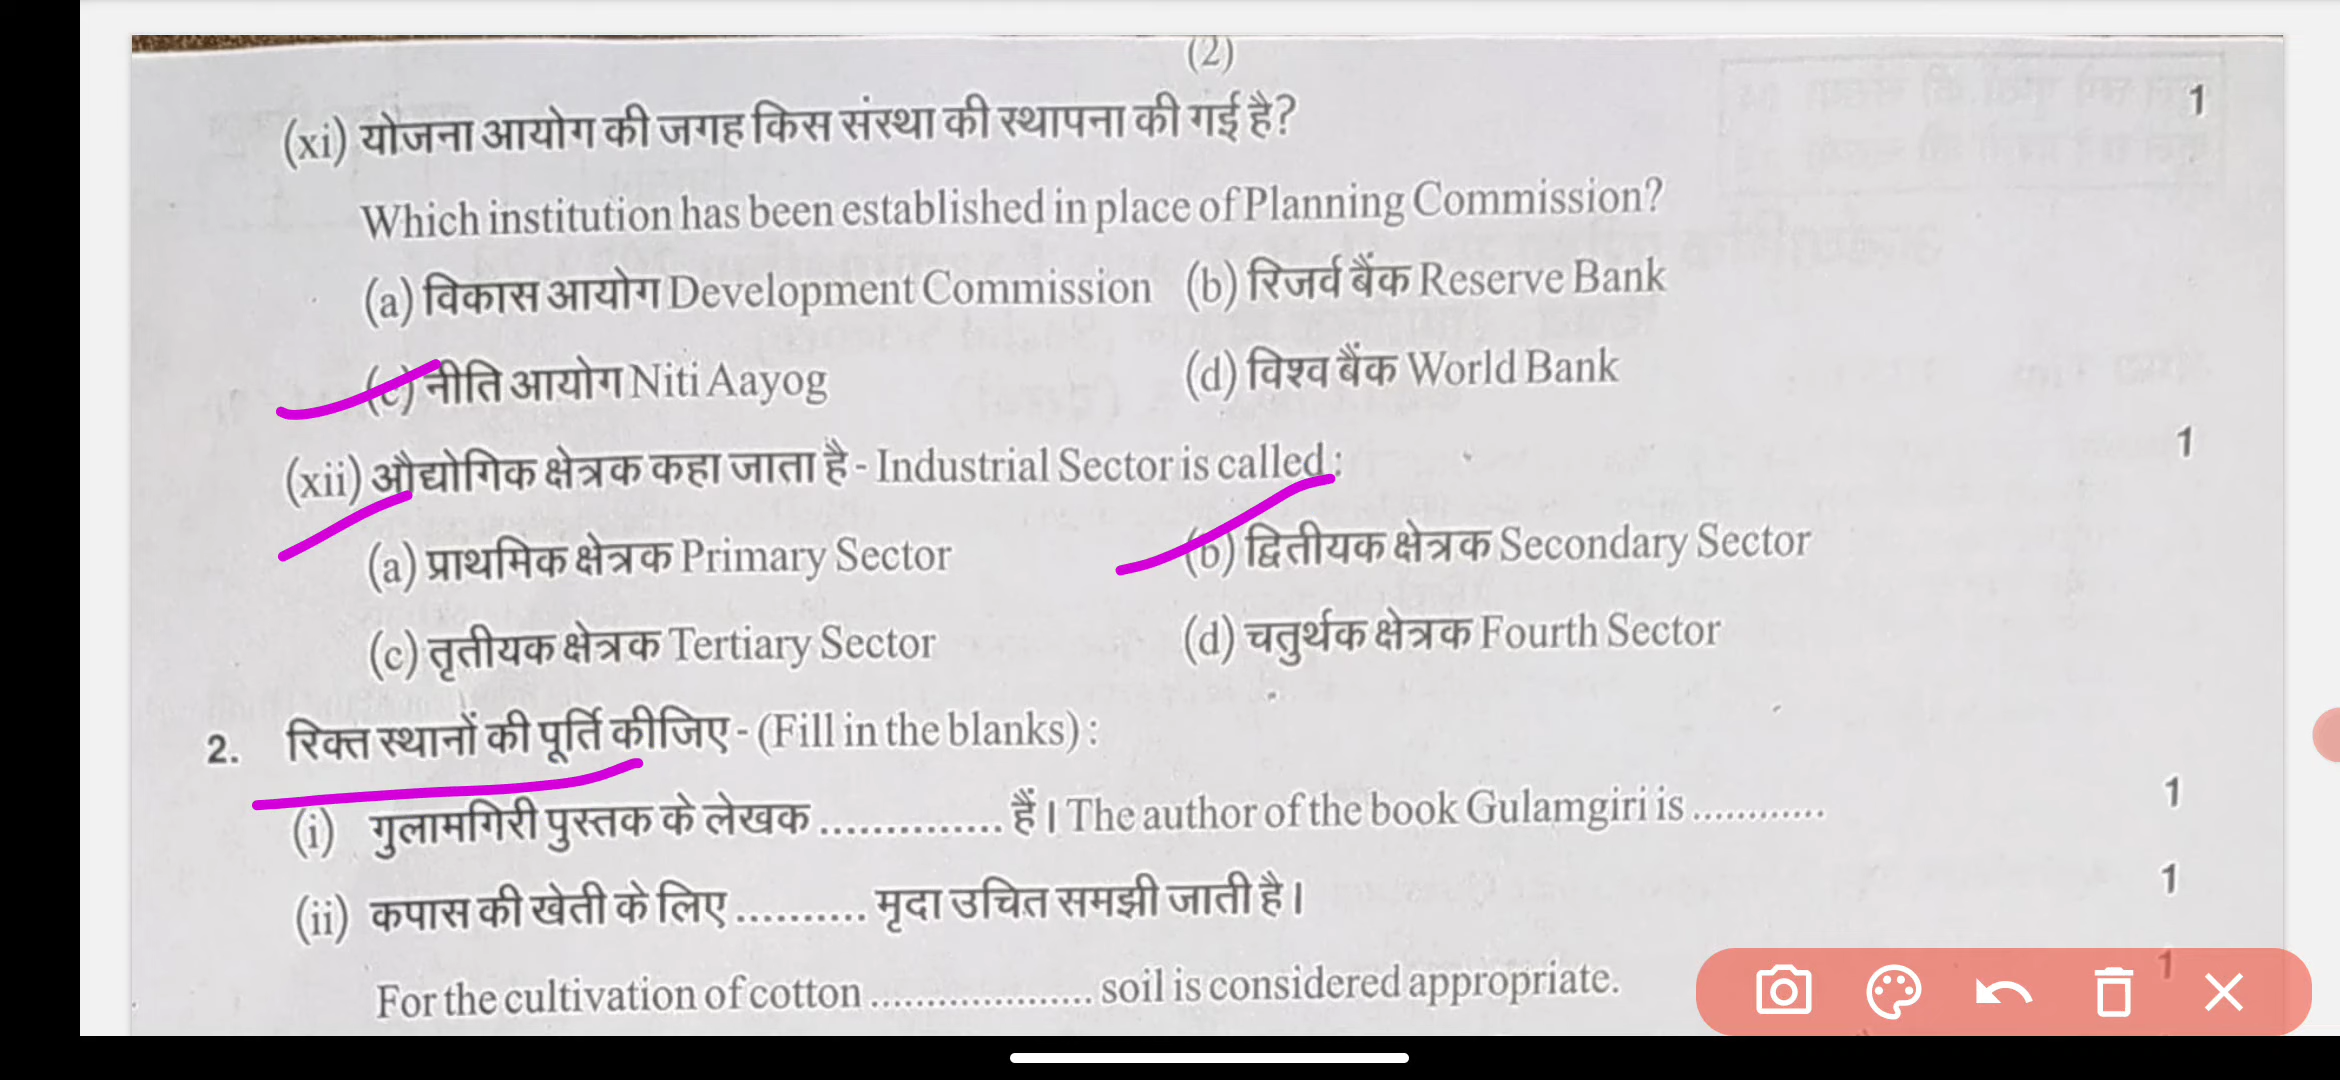 (2)
(xi) योजना आयोग की जगह किस संस्था की स्थापना की गई है? 1
Which institution has been established in place of Planning Commission?
(a) विकास आयोग Development Commission (b) रिजर्व बैंक Reserve Bank
(c) नीति आयोग Niti Aayog (d) विश्व बैंक World Bank
(xii) औद्योगिक क्षेत्रक कहा जाता है - Industrial Sector is called : 1
(a) प्राथमिक क्षेत्रक Primary Sector (b) द्वितीयक क्षेत्रक Secondary Sector
(c) तृतीयक क्षेत्रक Tertiary Sector (d) चतुर्थक क्षेत्रक Fourth Sector
2. रिक्त स्थानों की पूर्ति कीजिए - (Fill in the blanks) :
(i) गुलामगिरी पुस्तक के लेखक .............. हैं। The author of the book Gulamgiri is ............ 1
(ii) कपास की खेती के लिए .......... मृदा उचित समझी जाती है। 1
For the cultivation of cotton .................... soil is considered appropriate. 1